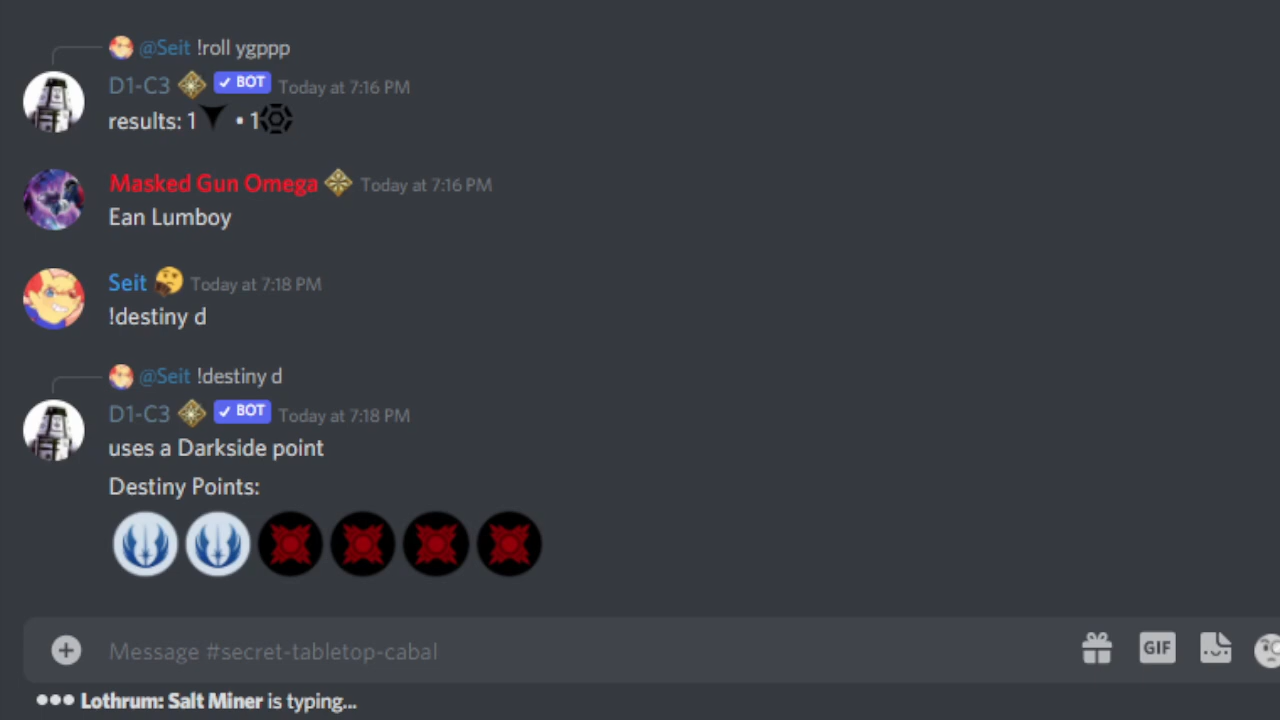 @Seit !roll ygppp
D1-C3 ✓ BOT Today at 7:16 PM
results: 1 • 1
Masked Gun Omega Today at 7:16 PM
Ean Lumboy
Seit 🤔 Today at 7:18 PM
!destiny d
@Seit !destiny d
D1-C3 ✓ BOT Today at 7:18 PM
uses a Darkside point
Destiny Points:
Message #secret-tabletop-cabal
GIF
Lothrum: Salt Miner is typing...